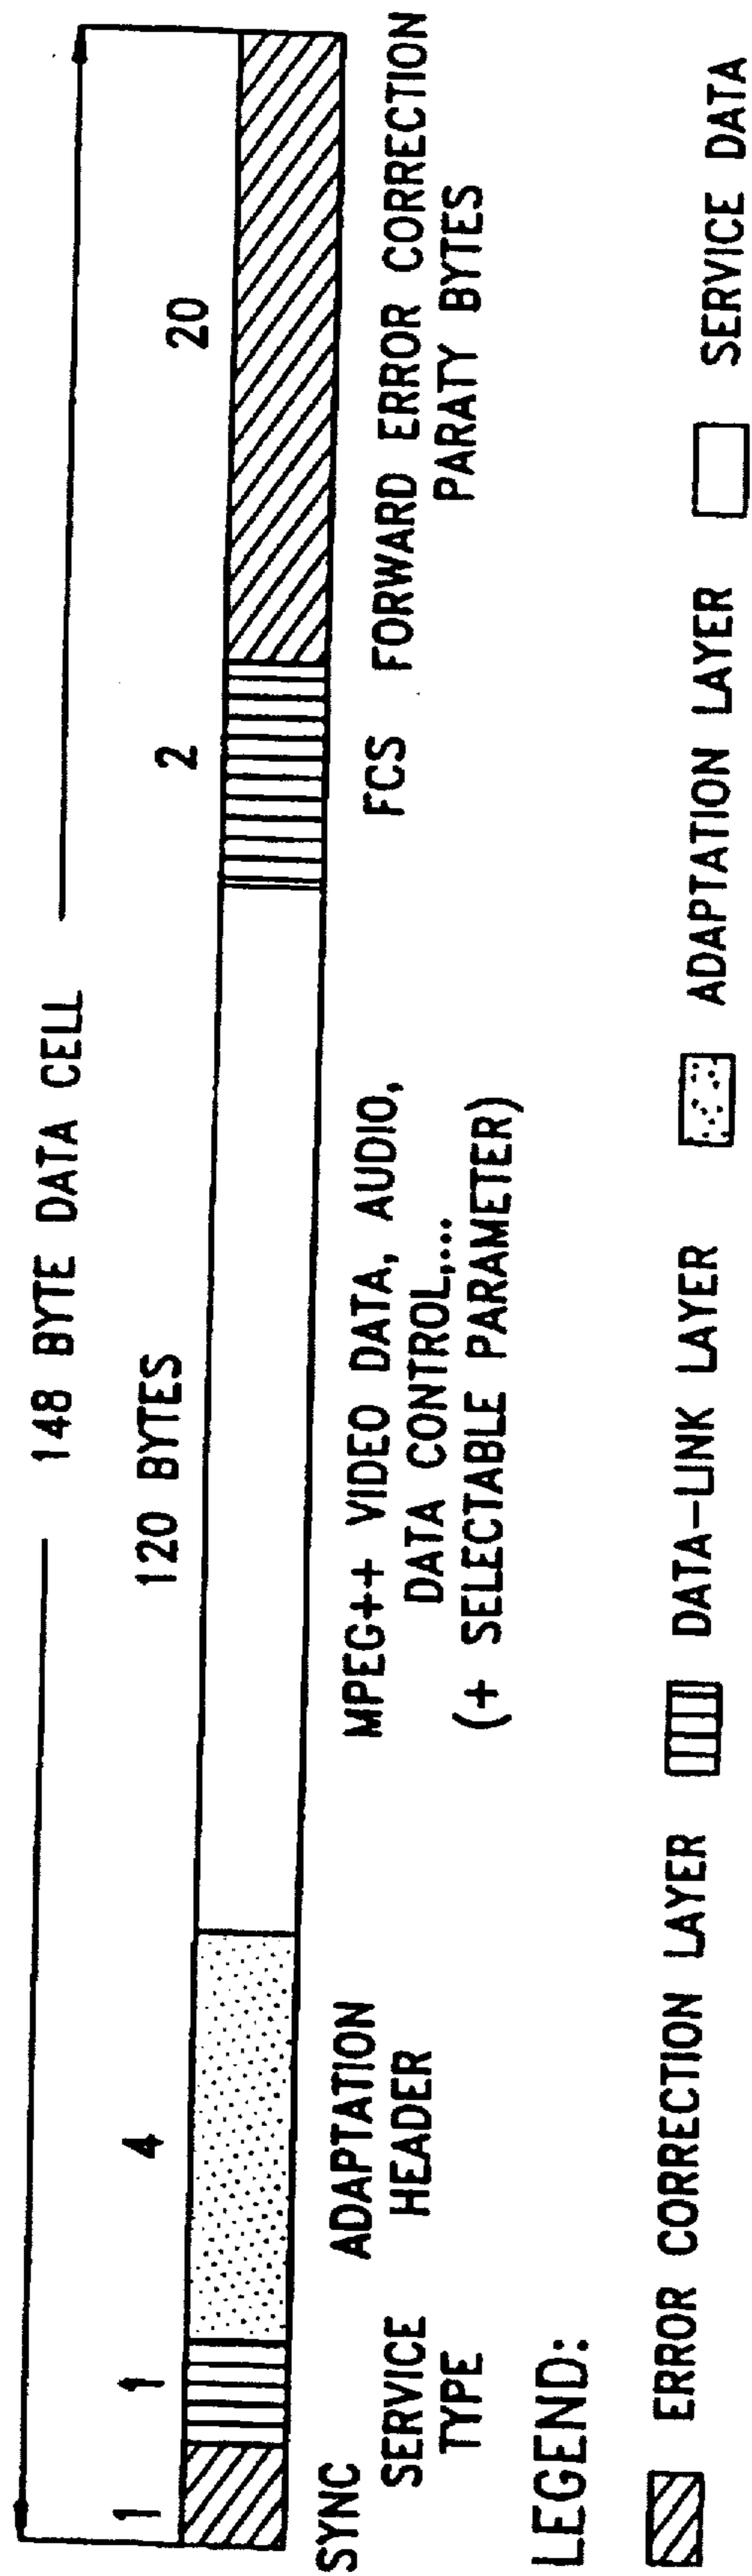 148 BYTE DATA CELL
1 1 4 120 BYTES 2 20
SYNC
SERVICE
TYPE
ADAPTATION
HEADER
MPEG++ VIDEO DATA, AUDIO,
DATA CONTROL,...
(+ SELECTABLE PARAMETER)
FCS
FORWARD ERROR CORRECTION
PARATY BYTES
LEGEND:
ERROR CORRECTION LAYER
DATA-LINK LAYER
ADAPTATION LAYER
SERVICE DATA